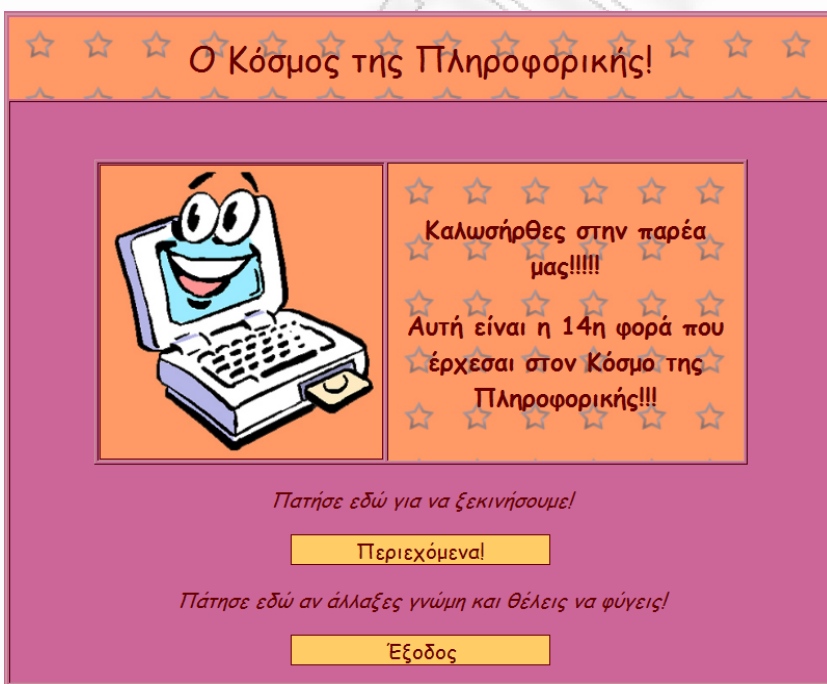 Ο Κόσμος της Πληροφορικής!
Καλωσήρθες στην παρέα
μας!!!!!
Αυτή είναι η 14η φορά που
έρχεσαι στον Κόσμο της
Πληροφορικής!!!
Πατήσε εδώ για να ξεκινήσουμε!
Περιεχόμενα!
Πάτησε εδώ αν άλλαξες γνώμη και θέλεις να φύγεις!
Έξοδος